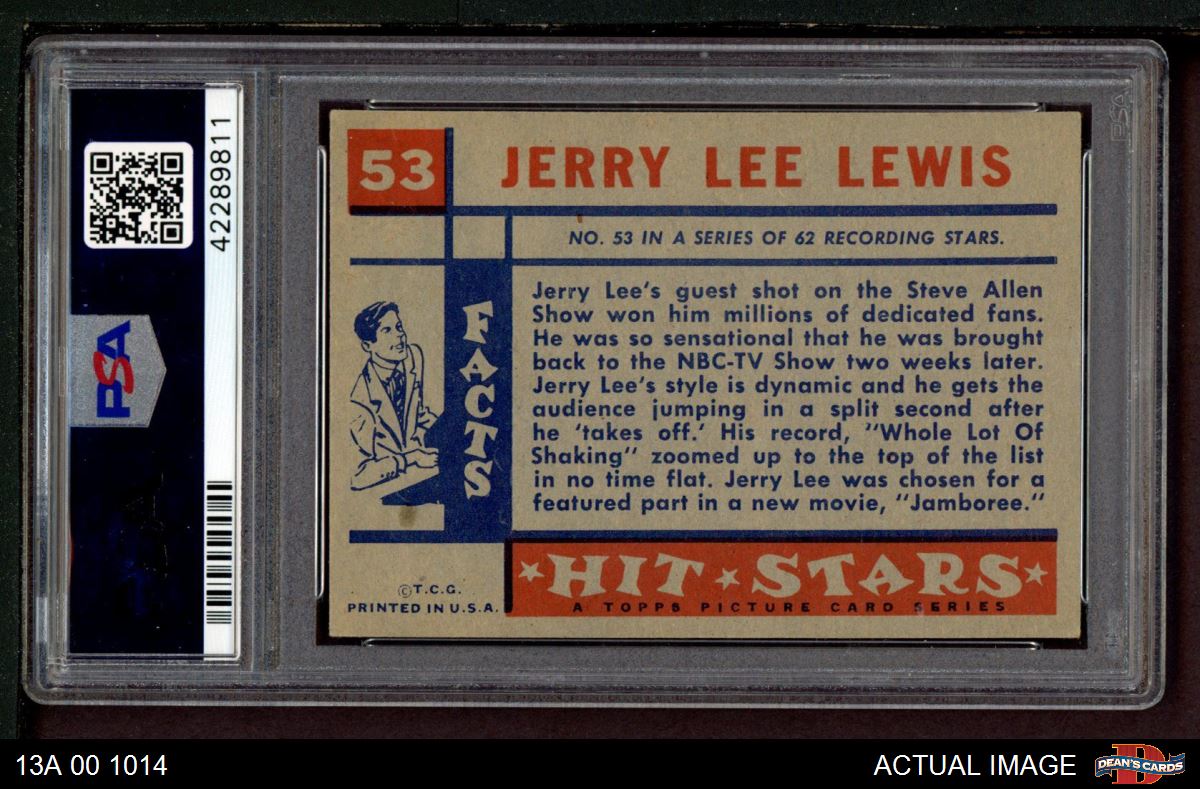 53
JERRY LEE LEWIS
NO. 53 IN A SERIES OF 62 RECORDING STARS.
FACTS
Jerry Lee's guest shot on the Steve Allen
Show won him millions of dedicated fans.
He was so sensational that he was brought
back to the NBC-TV Show two weeks later.
Jerry Lee's style is dynamic and he gets the
audience jumping in a split second after
he 'takes off.' His record, "Whole Lot Of
Shaking" zoomed up to the top of the list
in no time flat. Jerry Lee was chosen for a
featured part in a new movie, "Jamboree."
©T.C.G.
PRINTED IN U.S.A.
HIT STARS
A TOPPS PICTURE CARD SERIES
42289811
PSA
PSA
13A 00 1014
ACTUAL IMAGE
D
DEAN'S CARDS